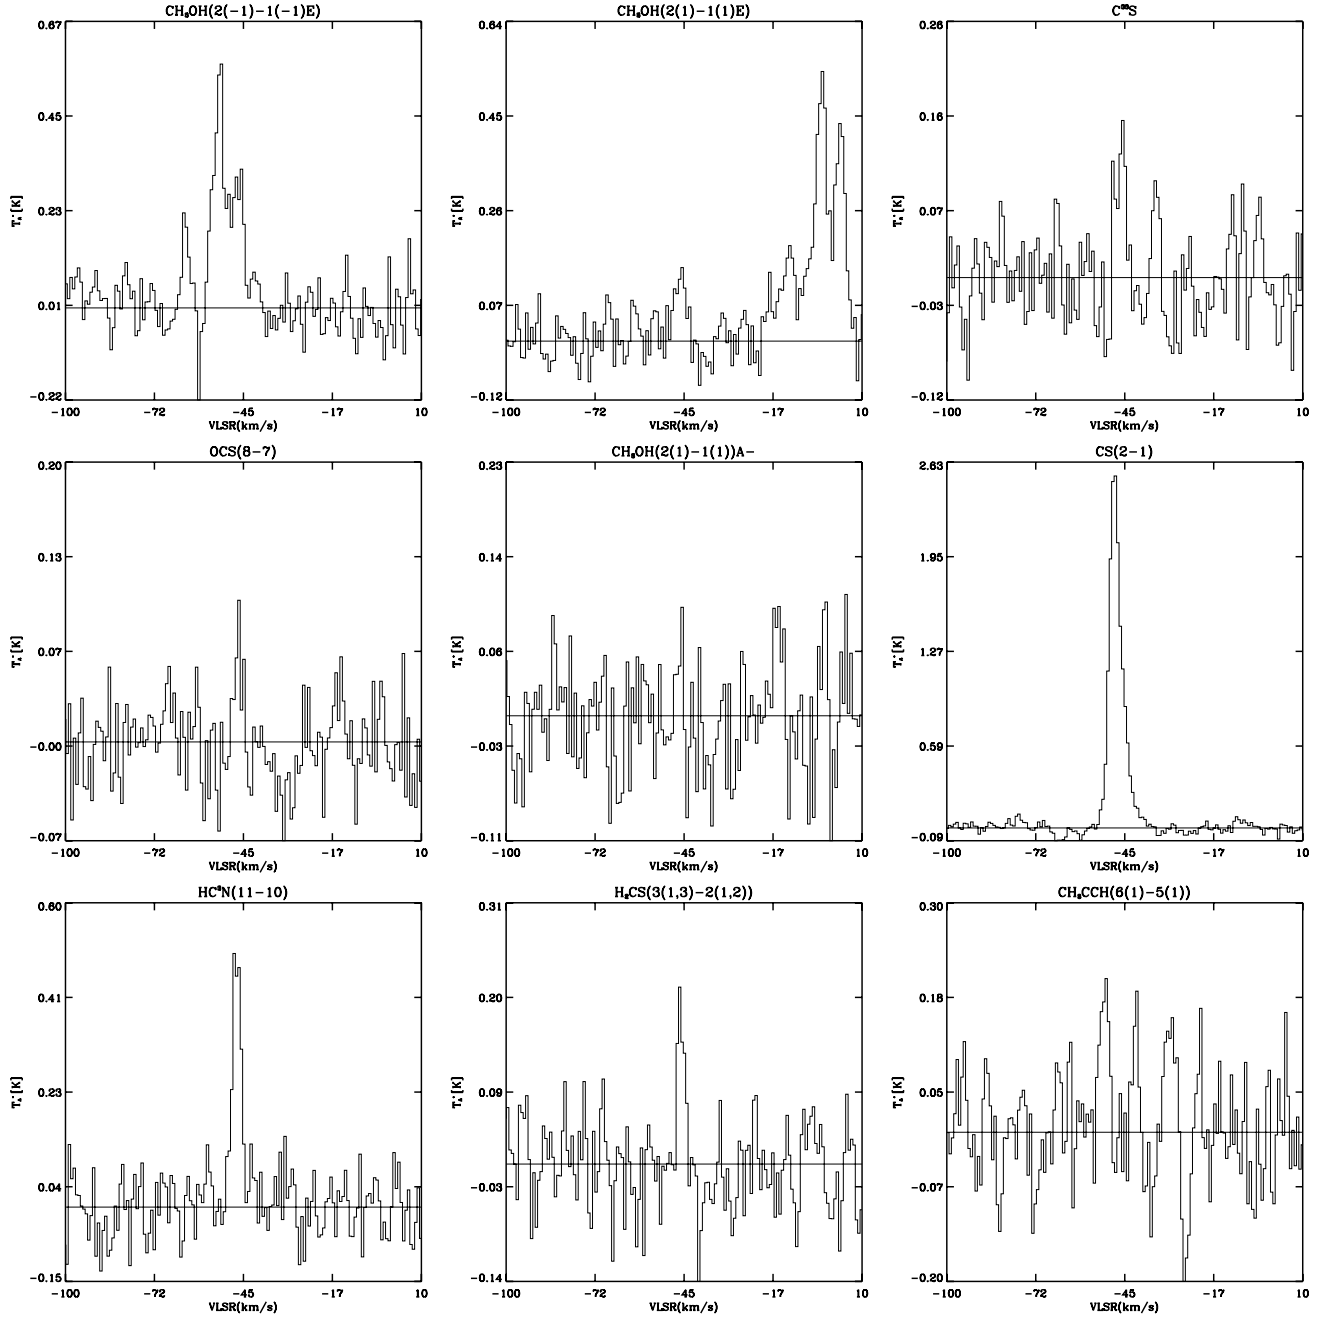 CH₃OH(2(-1)-1(-1)E)
0.67
0.45
0.23
0.01
-0.22
T*A[K]
-100 -72 -45 -17 10
VLSR(km/s)
CH₃OH(2(1)-1(1)E)
0.64
0.45
0.26
0.07
-0.12
T*A[K]
-100 -72 -45 -17 10
VLSR(km/s)
0.26
0.16
0.07
-0.03
-0.12
T*A[K]
-100 -72 -45 -17 10
VLSR(km/s)
OCS(8-7)
0.20
0.13
0.07
-0.00
-0.07
T*A[K]
-100 -72 -45 -17 10
VLSR(km/s)
CH₃OH(2(1)-1(1))A-
0.23
0.14
0.06
-0.03
-0.11
T*A[K]
-100 -72 -45 -17 10
VLSR(km/s)
CS(2-1)
2.63
1.95
1.27
0.59
-0.09
T*A[K]
-100 -72 -45 -17 10
VLSR(km/s)
HC³N(11-10)
0.60
0.41
0.23
0.04
-0.15
T*A[K]
-100 -72 -45 -17 10
VLSR(km/s)
H₂CS(3(1,3)-2(1,2))
0.31
0.20
0.09
-0.03
-0.14
T*A[K]
-100 -72 -45 -17 10
VLSR(km/s)
CH₃CCH(6(1)-5(1))
0.30
0.18
0.05
-0.07
-0.20
T*A[K]
-100 -72 -45 -17 10
VLSR(km/s)